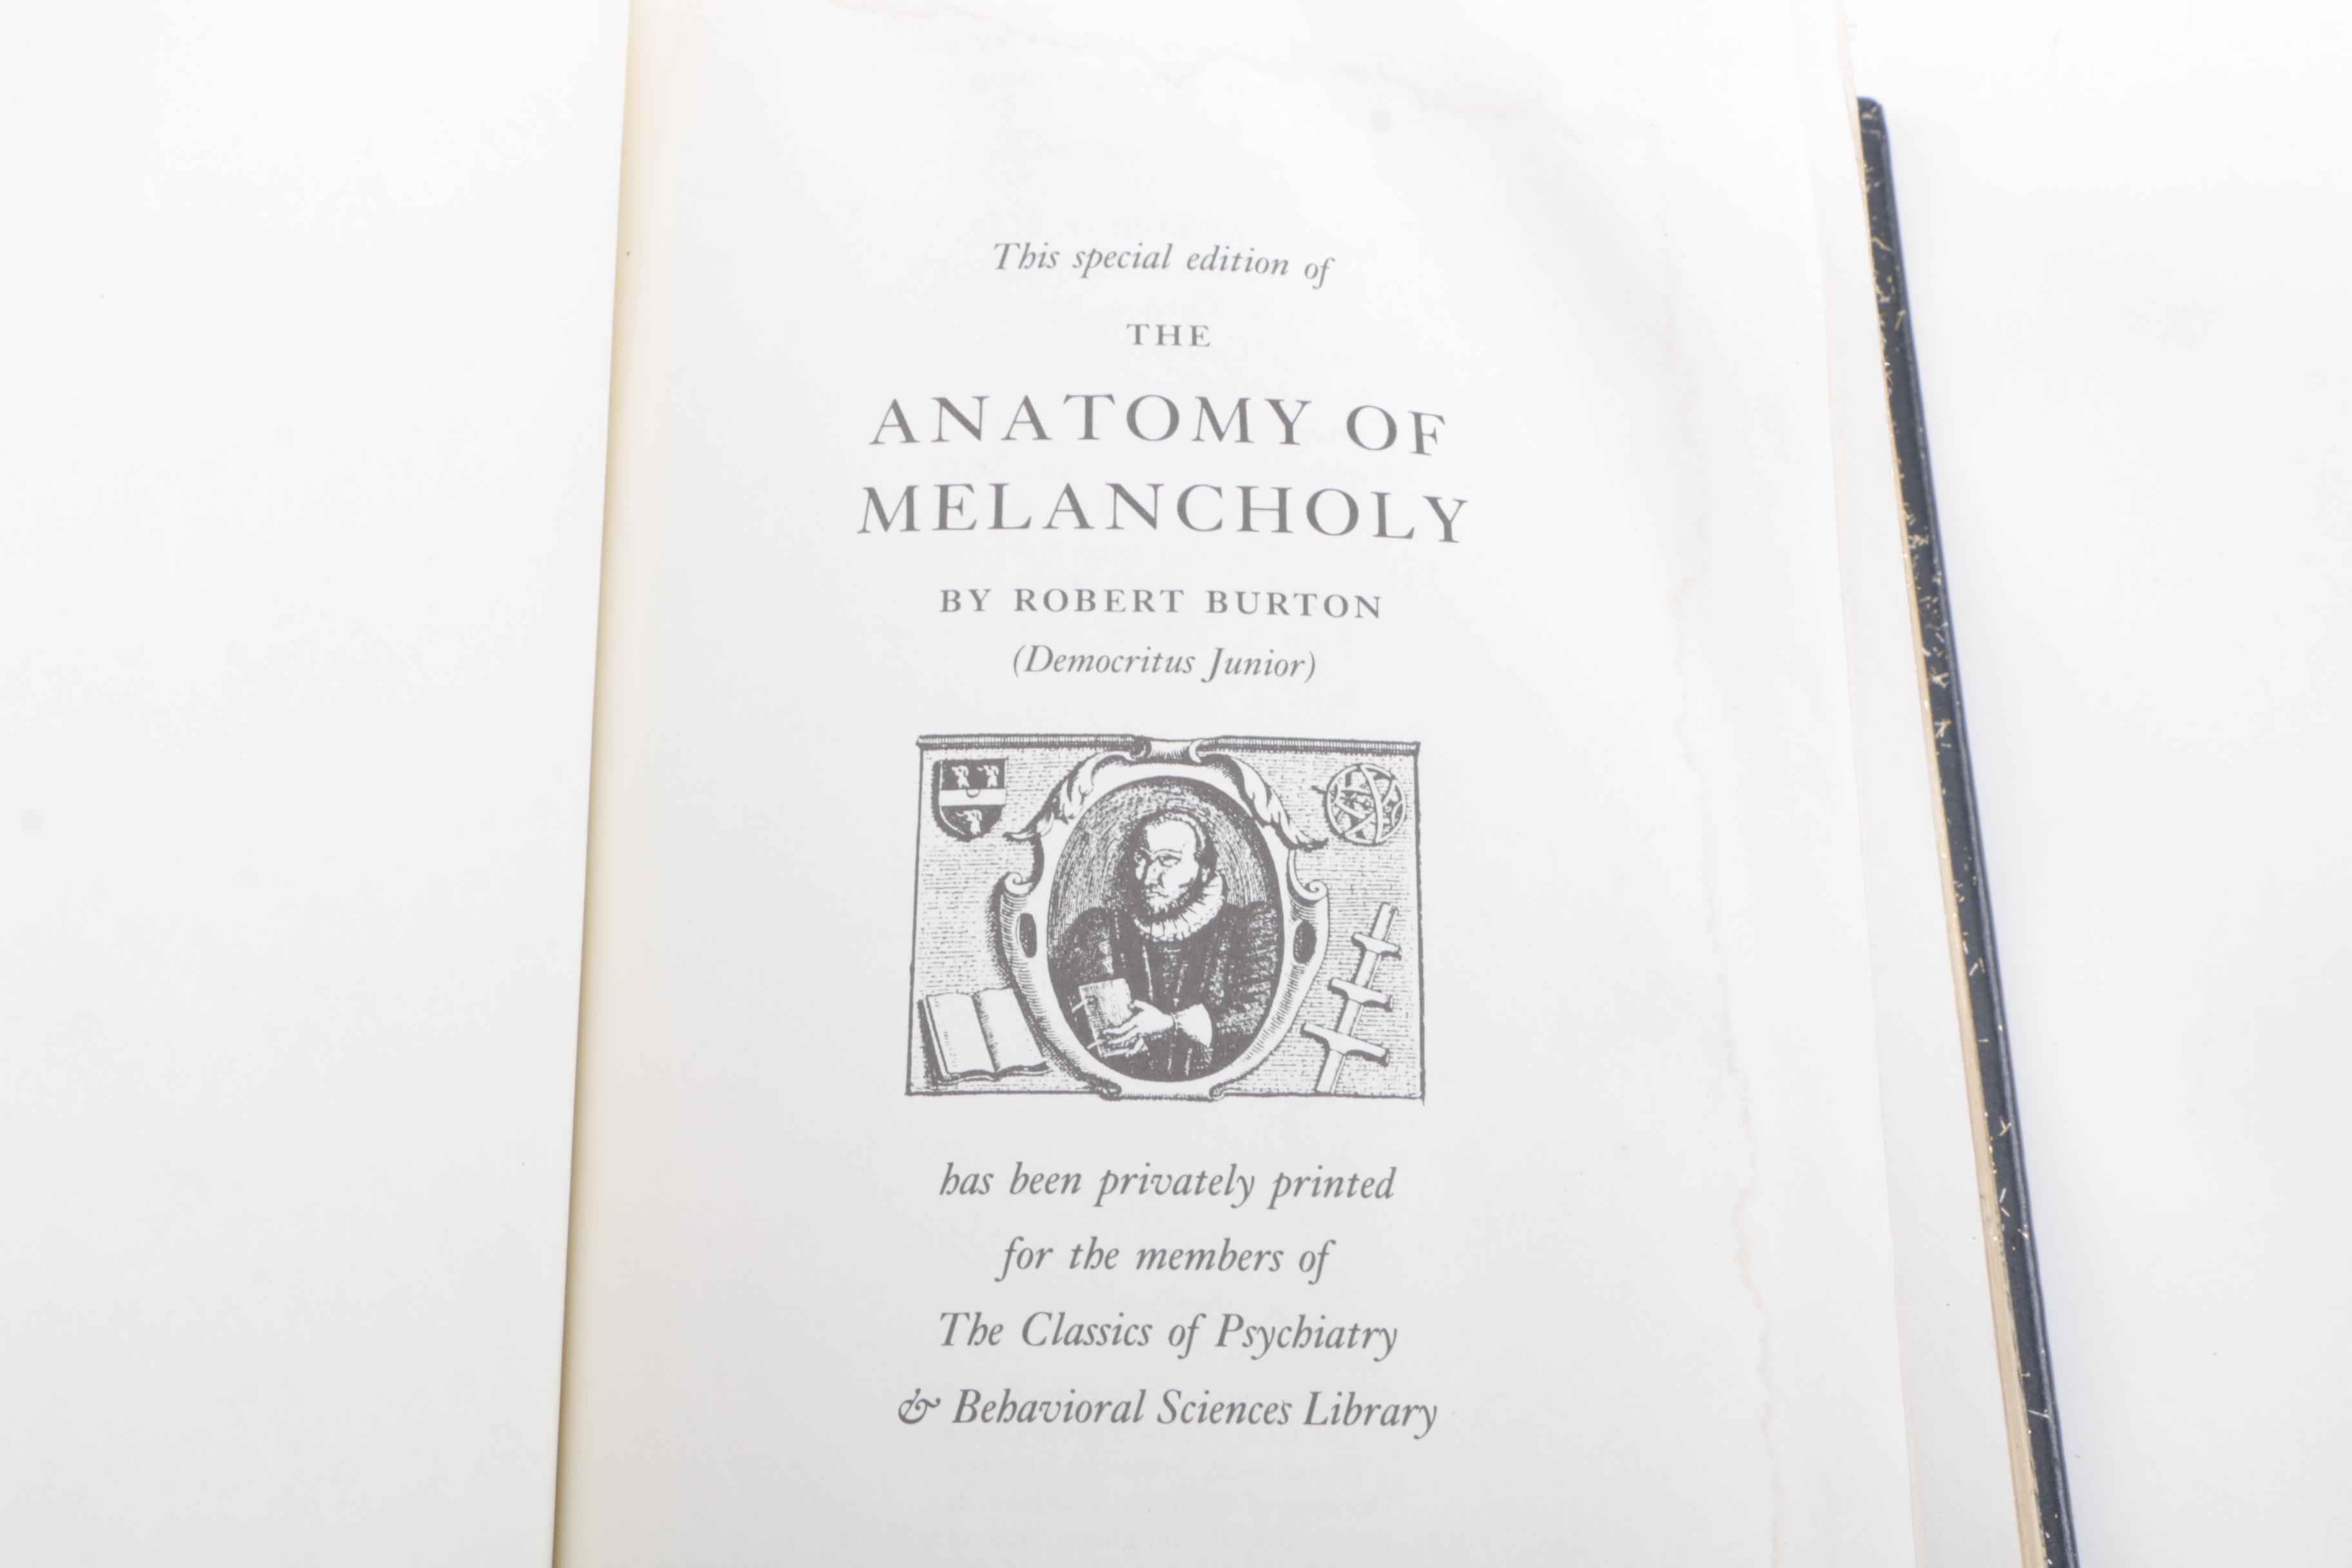 This special edition of
THE
ANATOMY OF
MELANCHOLY
BY ROBERT BURTON
(Democritus Junior)
has been privately printed
for the members of
The Classics of Psychiatry
& Behavioral Sciences Library